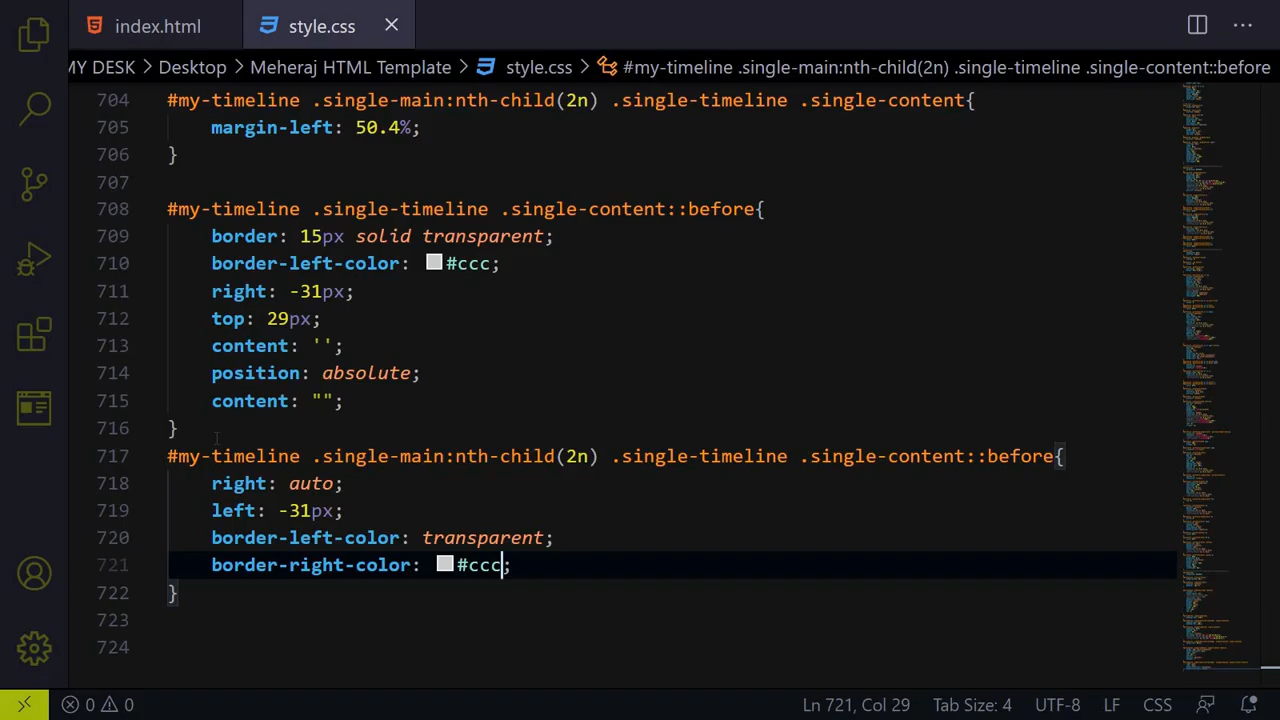 index.html
style.css
MY DESK > Desktop > Meheraj HTML Template > style.css > #my-timeline .single-main:nth-child(2n) .single-timeline .single-content::before
704 #my-timeline .single-main:nth-child(2n) .single-timeline .single-content{
705 margin-left: 50.4%;
706 }
707
708 #my-timeline .single-timeline .single-content::before{
709 border: 15px solid transparent;
710 border-left-color: #ccc;
711 right: -31px;
712 top: 29px;
713 content: '';
714 position: absolute;
715 content: "";
716 }
717 #my-timeline .single-main:nth-child(2n) .single-timeline .single-content::before{
718 right: auto;
719 left: -31px;
720 border-left-color: transparent;
721 border-right-color: #ccc;
722 }
723
724
0 0 Ln 721, Col 29 Tab Size: 4 UTF-8 LF CSS